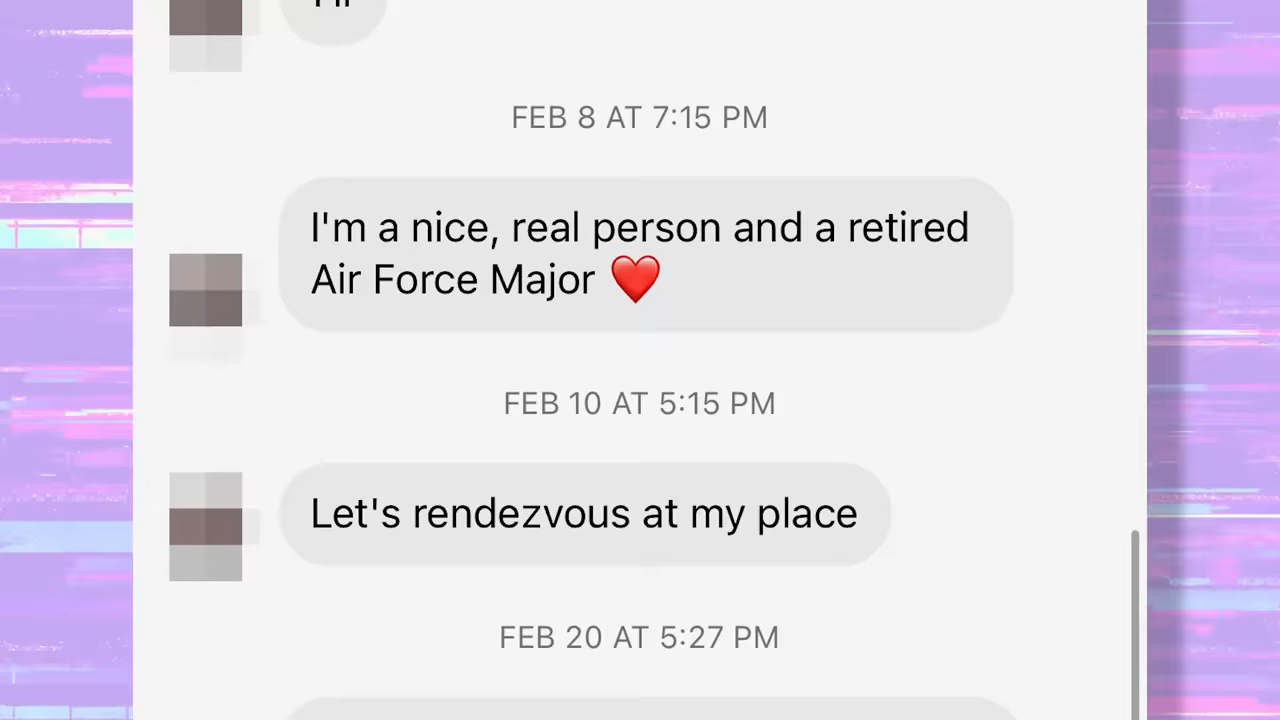 FEB 8 AT 7:15 PM
I'm a nice, real person and a retired
Air Force Major ❤️
FEB 10 AT 5:15 PM
Let's rendezvous at my place
FEB 20 AT 5:27 PM